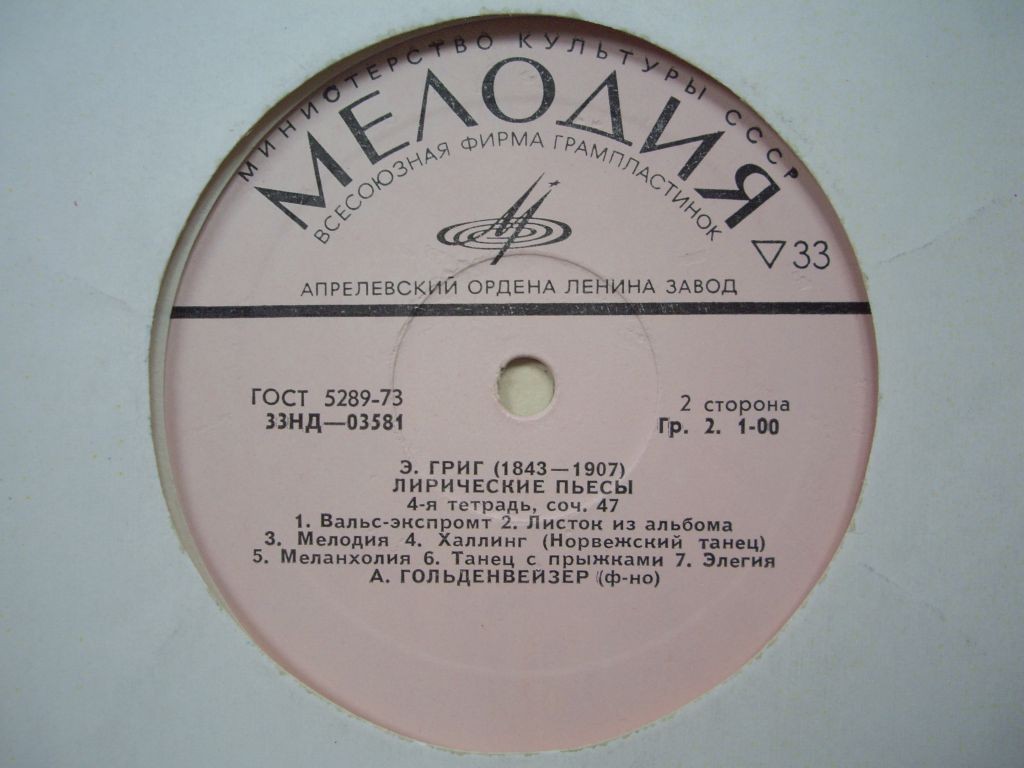 МИНИСТЕРСТВО КУЛЬТУРЫ СССР
МЕЛОДИЯ
ВСЕСОЮЗНАЯ ФИРМА ГРАМПЛАСТИНОК
33
АПРЕЛЕВСКИЙ ОРДЕНА ЛЕНИНА ЗАВОД
ГОСТ 5289-73
33НД—03581
2 сторона
Гр. 2. 1-00
Э. ГРИГ (1843—1907)
ЛИРИЧЕСКИЕ ПЬЕСЫ
4-я тетрадь, соч. 47
1. Вальс-экспромт 2. Листок из альбома
3. Мелодия 4. Халлинг (Норвежский танец)
5. Меланхолия 6. Танец с прыжками 7. Элегия
А. ГОЛЬДЕНВЕЙЗЕР (ф-но)